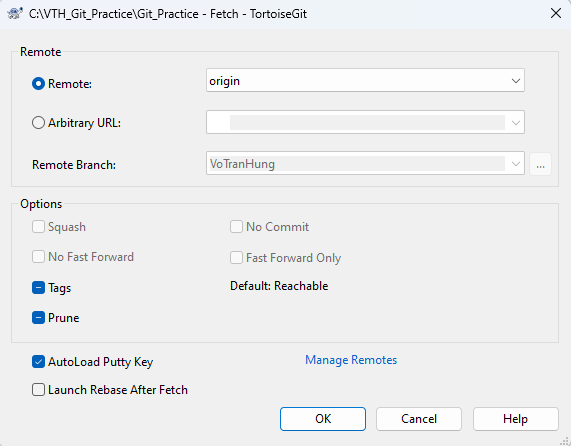 C:\VTH_Git_Practice\Git_Practice - Fetch - TortoiseGit
Remote
Remote:
origin
Arbitrary URL:
Remote Branch:
VoTranHung
...
Options
Squash
No Commit
No Fast Forward
Fast Forward Only
Tags
Default: Reachable
Prune
AutoLoad Putty Key
Manage Remotes
Launch Rebase After Fetch
OK
Cancel
Help